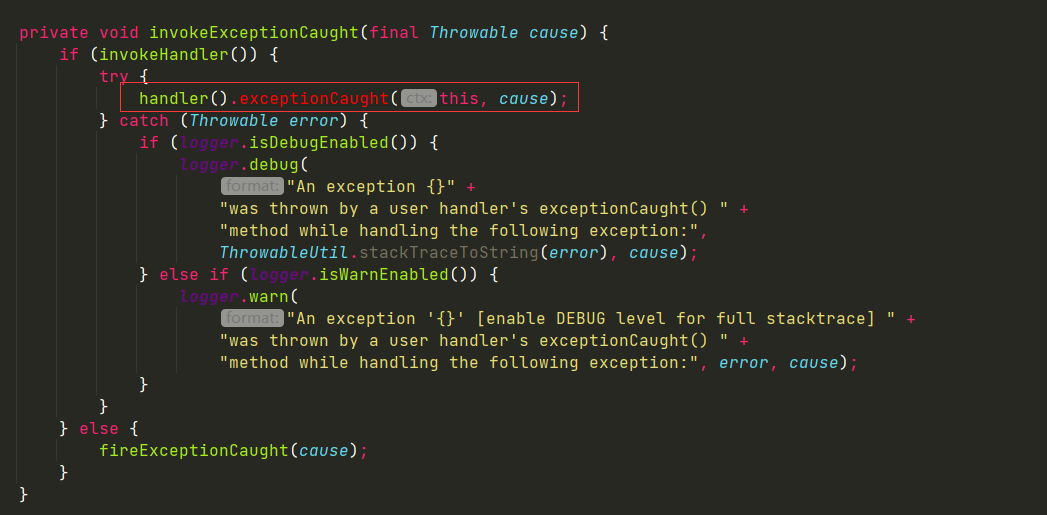 private void invokeExceptionCaught(final Throwable cause) {
    if (invokeHandler()) {
        try {
            handler().exceptionCaught( ctx: this, cause);
        } catch (Throwable error) {
            if (logger.isDebugEnabled()) {
                logger.debug(
                    format: "An exception {}" +
                    "was thrown by a user handler's exceptionCaught() " +
                    "method while handling the following exception:",
                    ThrowableUtil.stackTraceToString(error), cause);
            } else if (logger.isWarnEnabled()) {
                logger.warn(
                    format: "An exception '{}' [enable DEBUG level for full stacktrace] " +
                    "was thrown by a user handler's exceptionCaught() " +
                    "method while handling the following exception:", error, cause);
            }
        }
    } else {
        fireExceptionCaught(cause);
    }
}